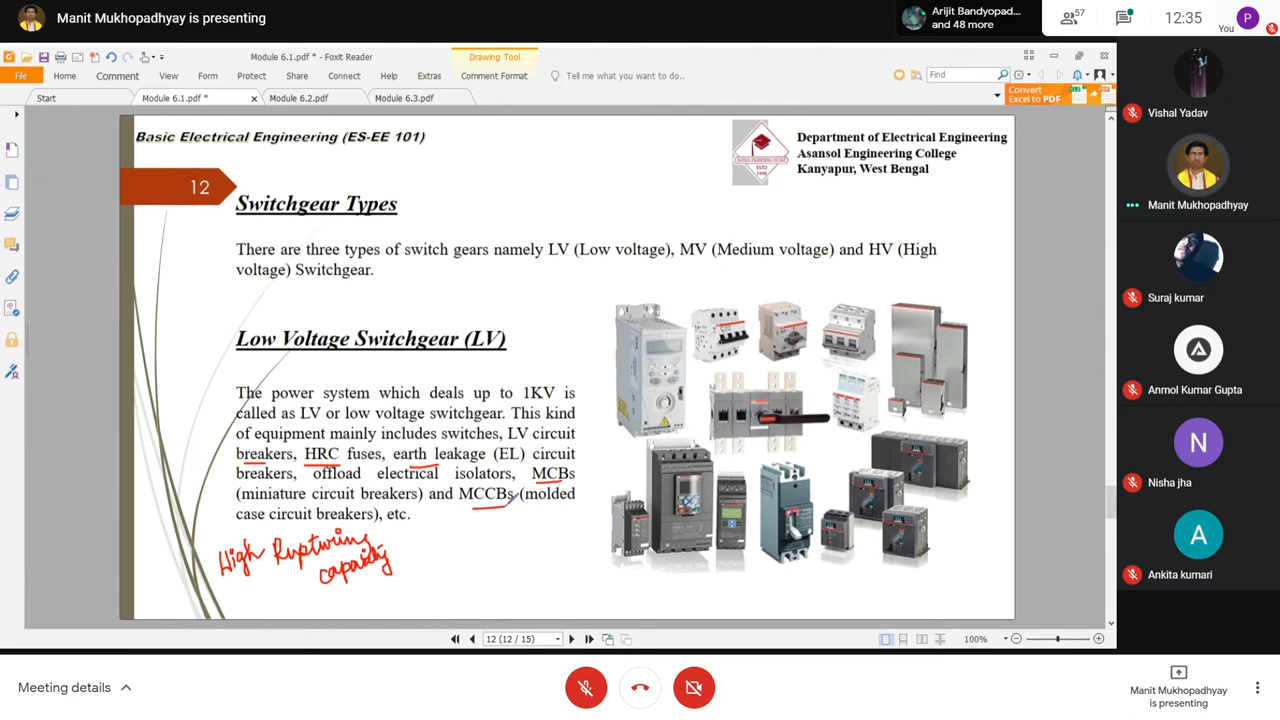 Manit Mukhopadhyay is presenting
Arijit Bandyopad...
and 48 more
57
12:35
You
P
Module 6.1.pdf * - Foxit Reader
Drawing Tool
File
Home
Comment
View
Form
Protect
Share
Connect
Help
Extras
Comment Format
Tell me what you want to do...
Find
Start
Module 6.1.pdf *
Module 6.2.pdf
Module 6.3.pdf
Convert
Excel to PDF
Basic Electrical Engineering (ES-EE 101)
Department of Electrical Engineering
Asansol Engineering College
Kanyapur, West Bengal
12
Switchgear Types
There are three types of switch gears namely LV (Low voltage), MV (Medium voltage) and HV (High
voltage) Switchgear.
Low Voltage Switchgear (LV)
The power system which deals up to 1KV is
called as LV or low voltage switchgear. This kind
of equipment mainly includes switches, LV circuit
breakers, HRC fuses, earth leakage (EL) circuit
breakers, offload electrical isolators, MCBs
(miniature circuit breakers) and MCCBs (molded
case circuit breakers), etc.
High Rupturing
capacity
12 (12 / 15)
100%
Vishal Yadav
Manit Mukhopadhyay
Suraj kumar
Anmol Kumar Gupta
N
Nisha jha
A
Ankita kumari
Meeting details
Manit Mukhopadhyay
is presenting